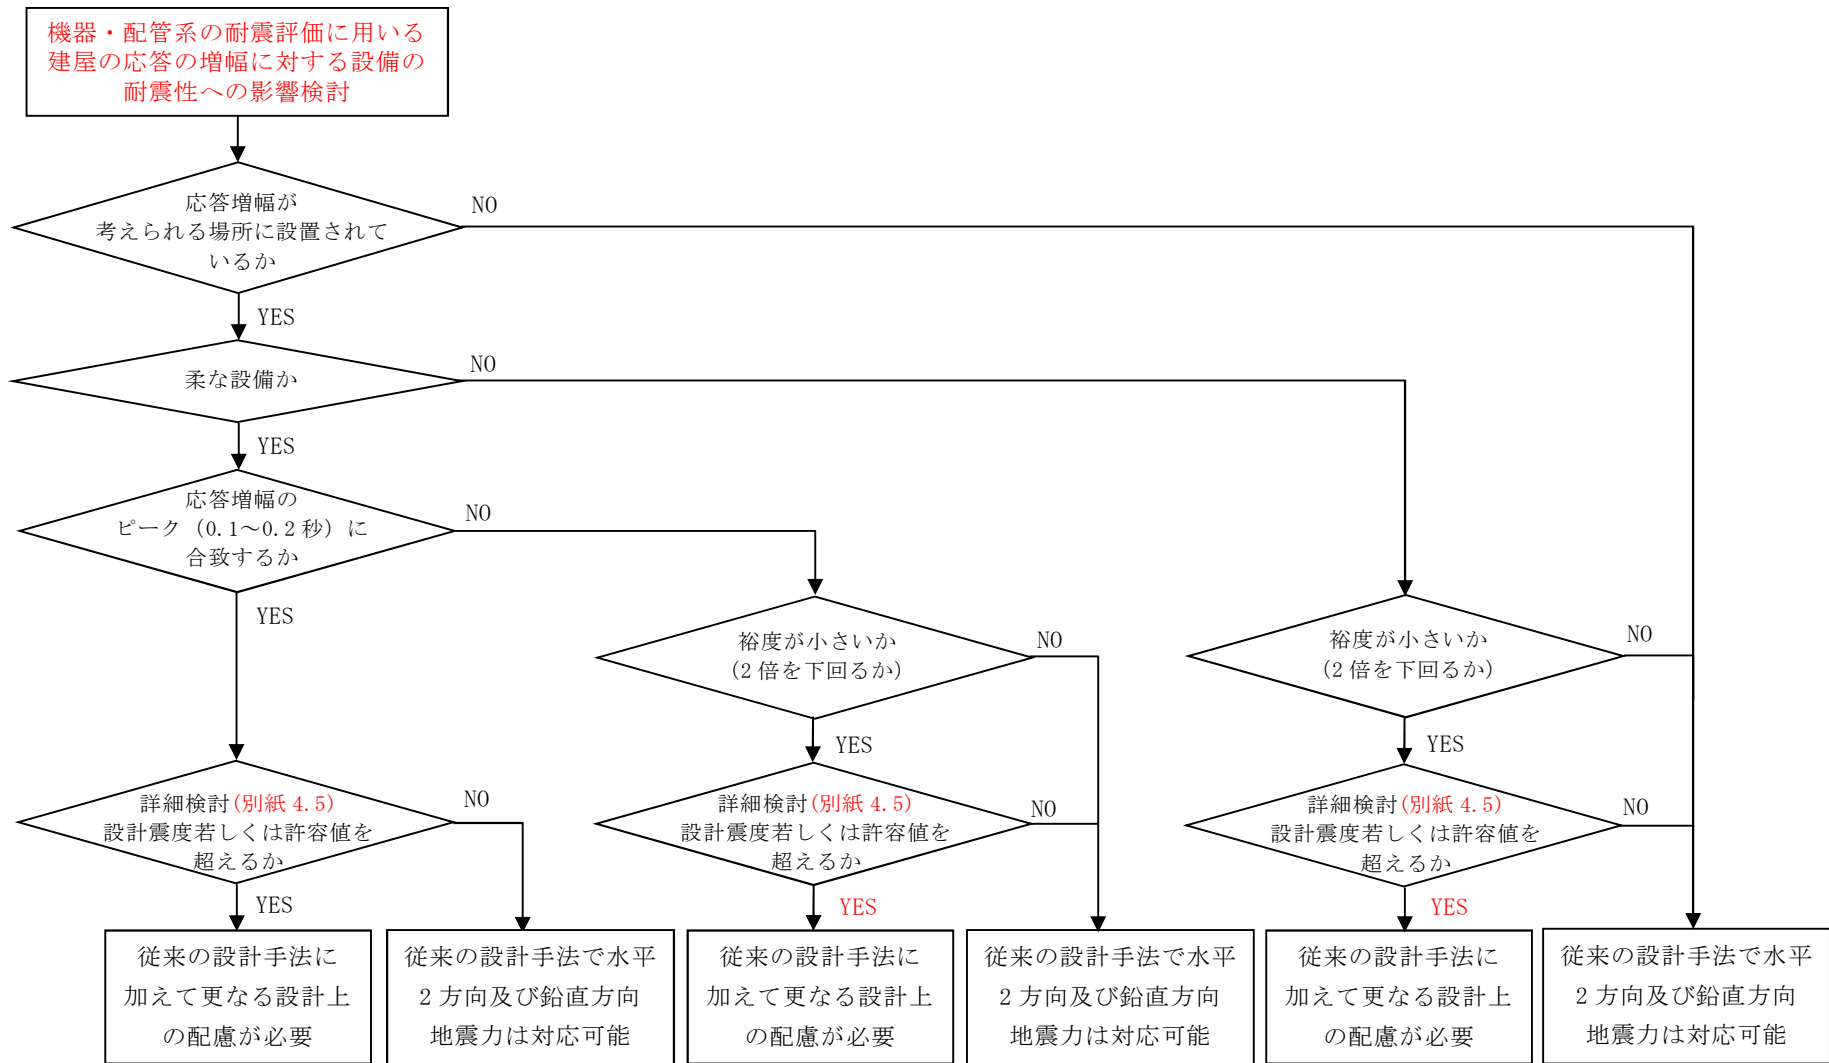 機器・配管系の耐震評価に用いる
建屋の応答の増幅に対する設備の
耐震性への影響検討
応答増幅が
考えられる場所に設置されて
いるか
NO
YES
柔な設備か
NO
YES
応答増幅の
ピーク（0.1～0.2 秒）に
合致するか
NO
YES
裕度が小さいか
（2 倍を下回るか）
NO
YES
裕度が小さいか
（2 倍を下回るか）
NO
YES
詳細検討(別紙 4.5)
設計震度若しくは許容値を
超えるか
NO
YES
詳細検討(別紙 4.5)
設計震度若しくは許容値を
超えるか
NO
YES
詳細検討(別紙 4.5)
設計震度若しくは許容値を
超えるか
NO
YES
従来の設計手法に
加えて更なる設計上
の配慮が必要
従来の設計手法で水平
2 方向及び鉛直方向
地震力は対応可能
従来の設計手法に
加えて更なる設計上
の配慮が必要
従来の設計手法で水平
2 方向及び鉛直方向
地震力は対応可能
従来の設計手法に
加えて更なる設計上
の配慮が必要
従来の設計手法で水平
2 方向及び鉛直方向
地震力は対応可能